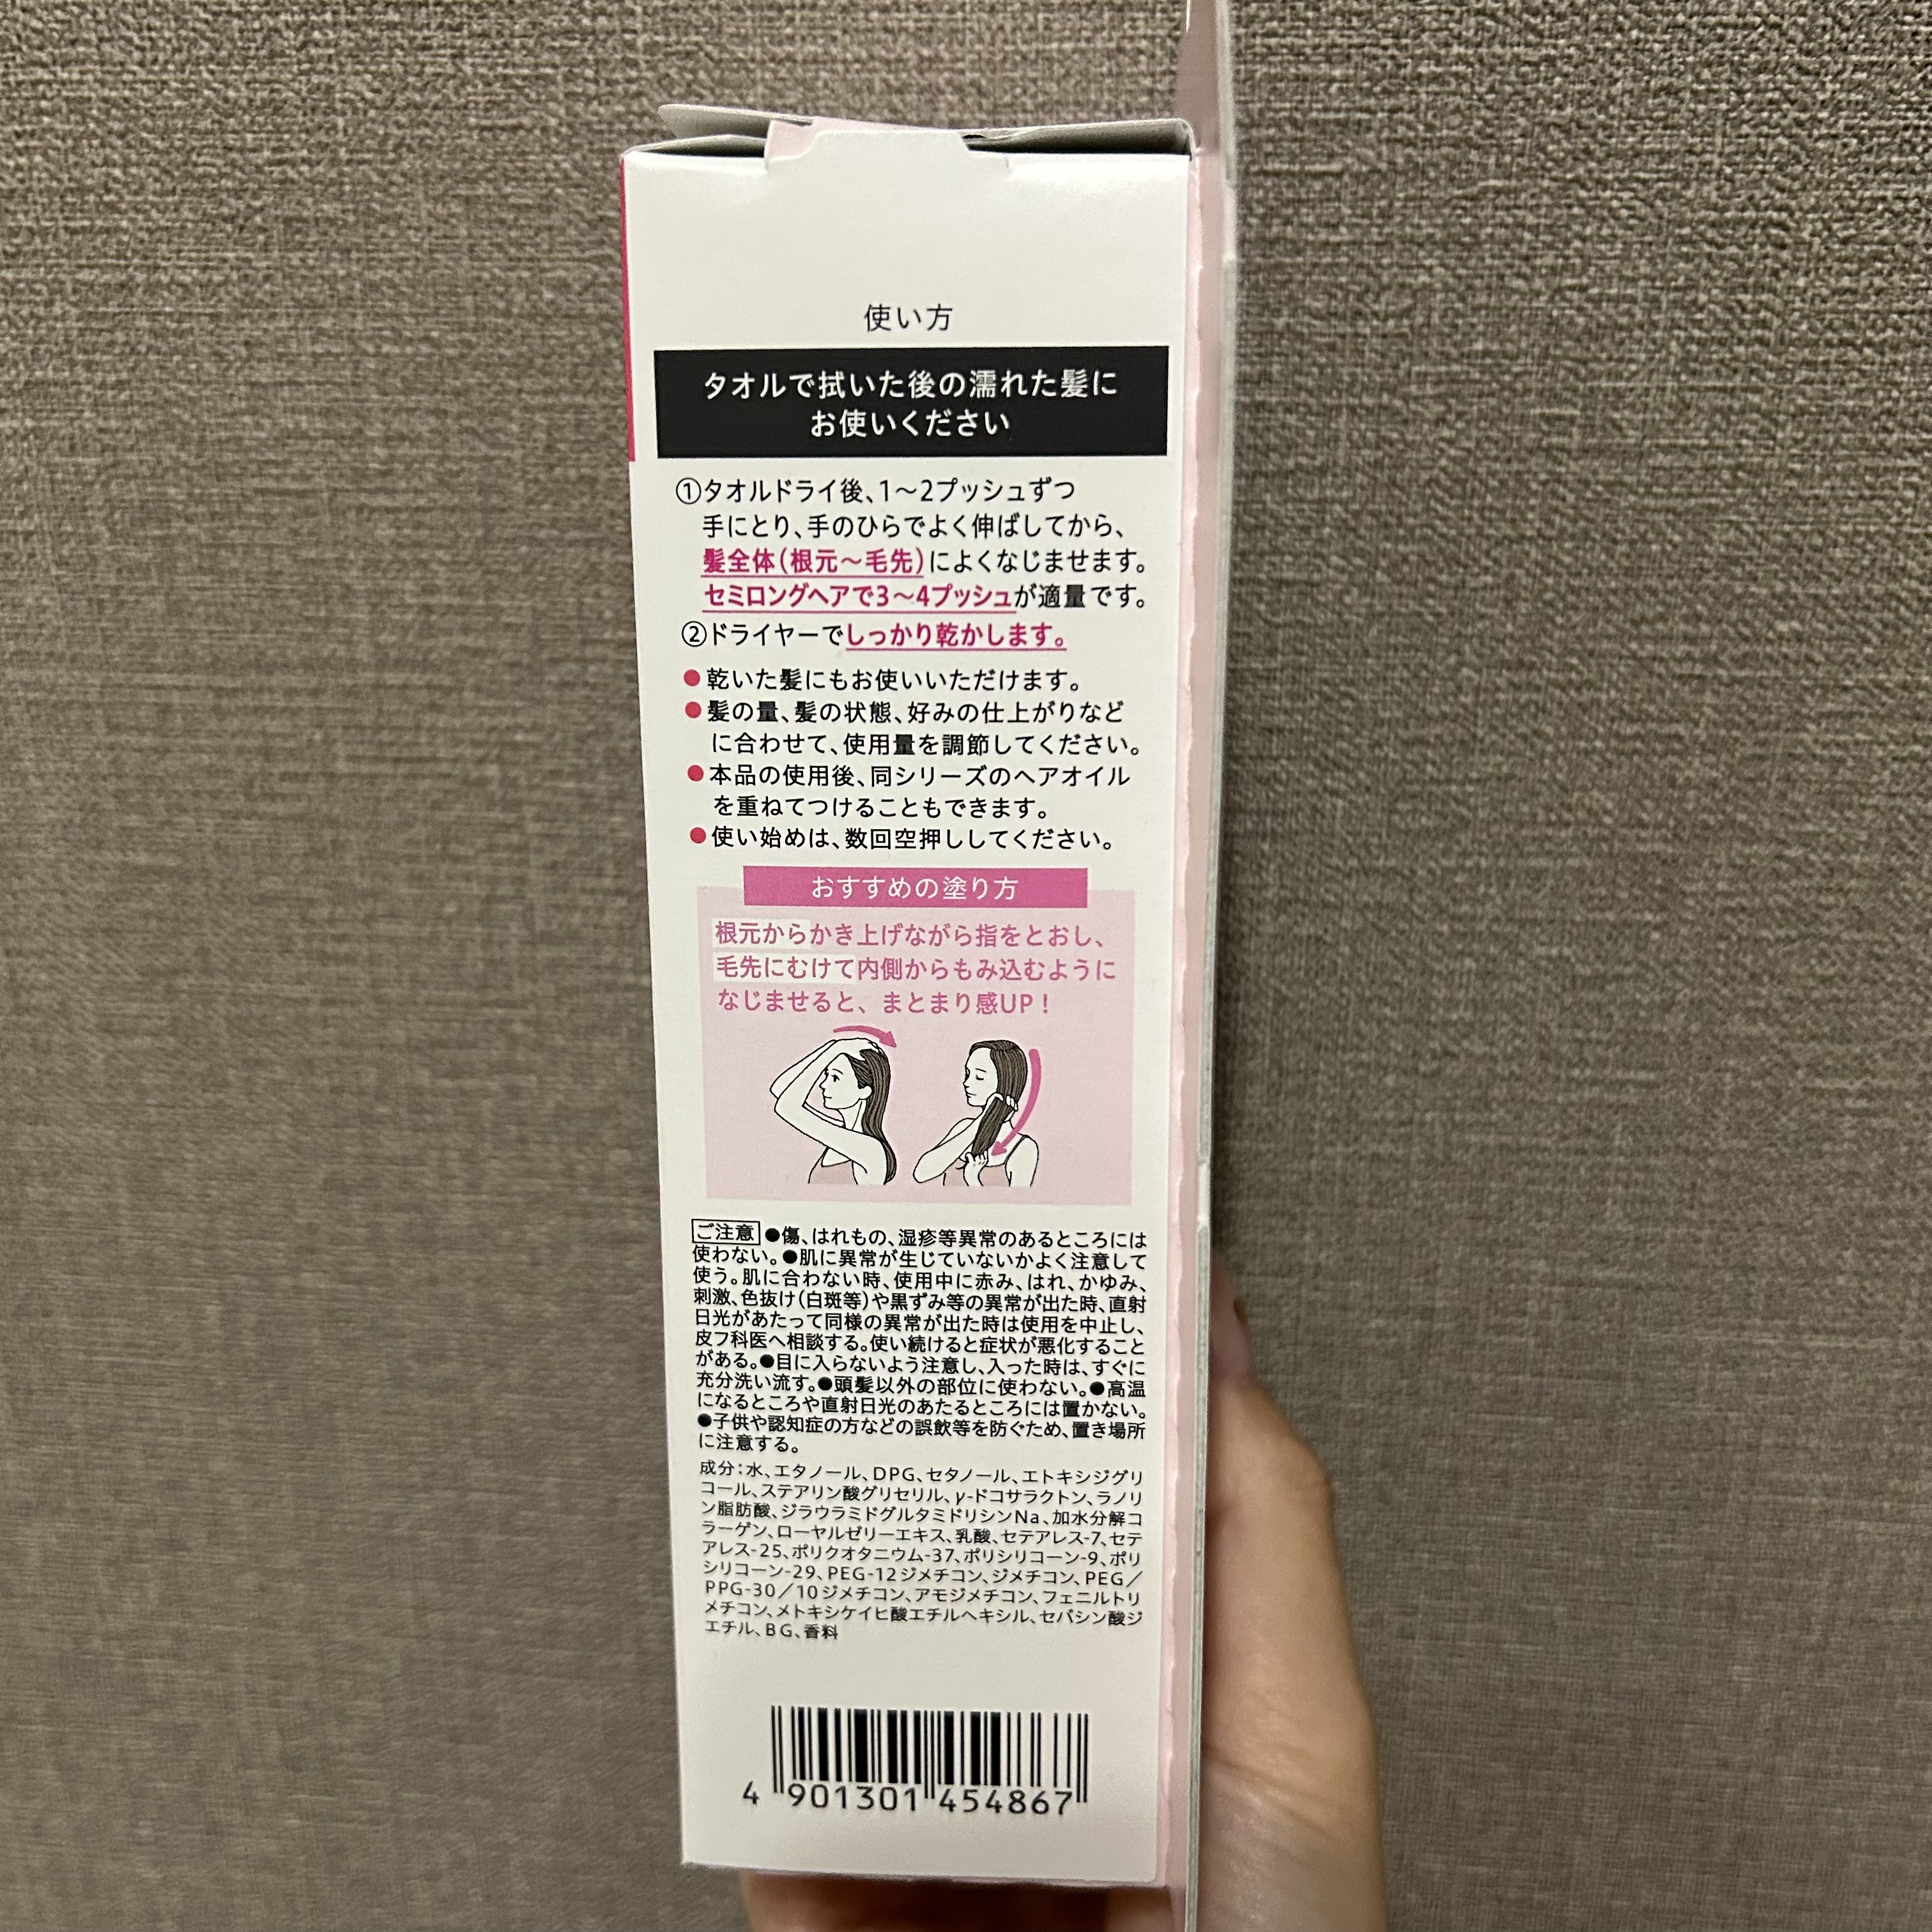 使い方
タオルで拭いた後の濡れた髪に
お使いください
①タオルドライ後、1〜2プッシュずつ
手にとり、手のひらでよく伸ばしてから、
髪全体(根元〜毛先)によくなじませます。
セミロングヘアで3〜4プッシュが適量です。
②ドライヤーでしっかり乾かします。
●乾いた髪にもお使いいただけます。
●髪の量、髪の状態、好みの仕上がりなど
に合わせて、使用量を調節してください。
●本品の使用後、同シリーズのヘアオイル
を重ねてつけることもできます。
●使い始めは、数回空押ししてください。
おすすめの塗り方
根元からかき上げながら指をとおし、
毛先にむけて内側からもみ込むように
なじませると、まとまり感UP!
ご注意 ●傷、はれもの、湿疹等異常のあるところには
使わない。●肌に異常が生じていないかよく注意して
使う。肌に合わない時、使用中に赤み、はれ、かゆみ、
刺激、色抜け(白斑等)や黒ずみ等の異常が出た時、直射
日光があたって同様の異常が出た時は使用を中止し、
皮フ科医へ相談する。使い続けると症状が悪化すること
がある。●目に入らないよう注意し、入った時は、すぐに
充分洗い流す。●頭髪以外の部位に使わない。●高温
になるところや直射日光のあたるところには置かない。
●子供や認知症の方などの誤飲等を防ぐため、置き場所
に注意する。
成分:水、エタノール、DPG、セタノール、エトキシジグリ
コール、ステアリン酸グリセリル、γ-ドコサラクトン、ラノリ
ン脂肪酸、ジラウラミドグルタミドリシンNa、加水分解コ
ラーゲン、ローヤルゼリーエキス、乳酸、セテアレス-7、セテ
アレス-25、ポリクオタニウム-37、ポリシリコーン-9、ポリ
シリコーン-29、PEG-12ジメチコン、ジメチコン、PEG/
PPG-30/10ジメチコン、アモジメチコン、フェニルトリ
メチコン、メトキシケイヒ酸エチルヘキシル、セバシン酸ジ
エチル、BG、香料
4 901301 454867